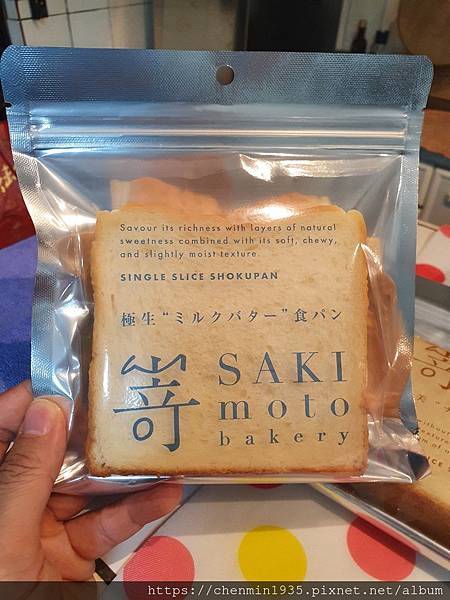 Savour its richness with layers of natural
sweetness combined with its soft, chewy,
and slightly moist texture.
SINGLE SLICE SHOKUPAN
極生“ミルクバター”食パン
嵜 SAKI
moto
bakery
https://chenmin1935.pixnet.net/album